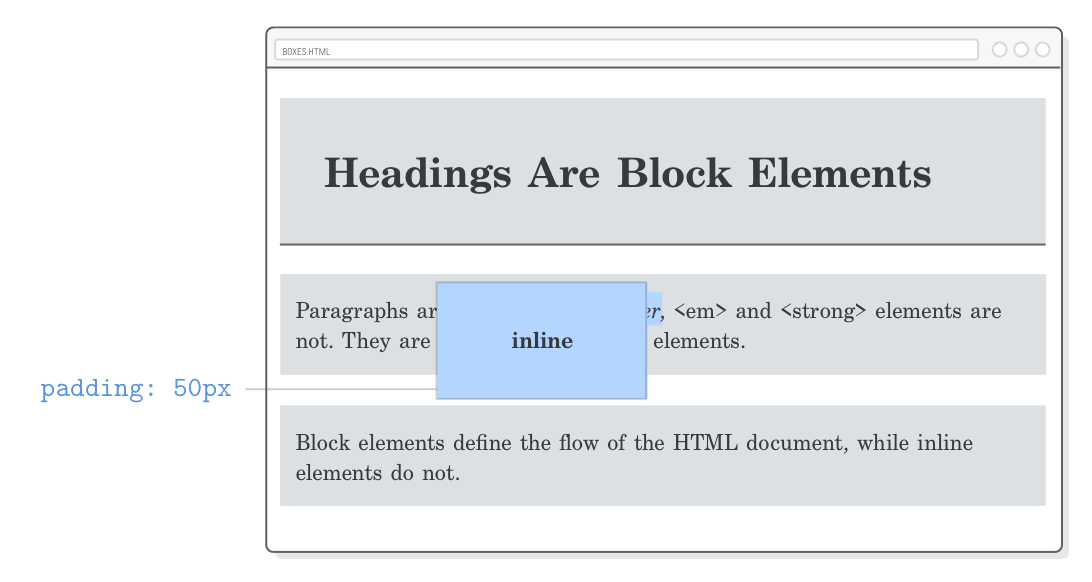 BOXES.HTML
Headings Are Block Elements
Paragraphs er, <em> and <strong> elements are
not. They are inline elements.
padding: 50px
Block elements define the flow of the HTML document, while inline
elements do not.